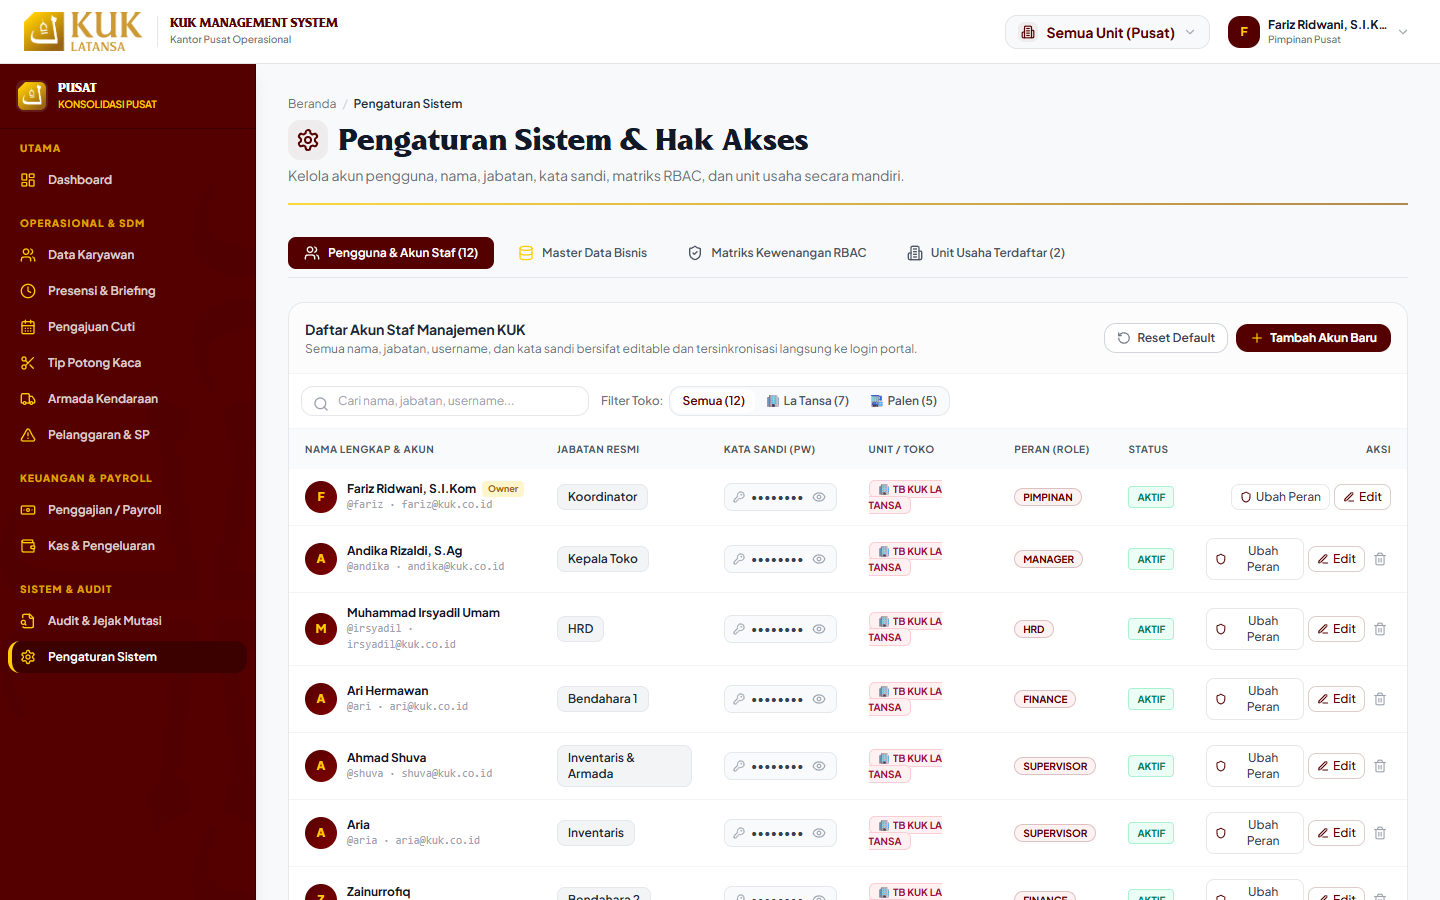 KUK
LATANSA
KUK MANAGEMENT SYSTEM
Kantor Pusat Operasional
Semua Unit (Pusat)
F
Fariz Ridwani, S.I.K...
Pimpinan Pusat
PUSAT
KONSOLIDASI PUSAT
UTAMA
Dashboard
OPERASIONAL & SDM
Data Karyawan
Presensi & Briefing
Pengajuan Cuti
Tip Potong Kaca
Armada Kendaraan
Pelanggaran & SP
KEUANGAN & PAYROLL
Penggajian / Payroll
Kas & Pengeluaran
SISTEM & AUDIT
Audit & Jejak Mutasi
Pengaturan Sistem
Beranda / Pengaturan Sistem
Pengaturan Sistem & Hak Akses
Kelola akun pengguna, nama, jabatan, kata sandi, matriks RBAC, dan unit usaha secara mandiri.
Pengguna & Akun Staf (12)
Master Data Bisnis
Matriks Kewenangan RBAC
Unit Usaha Terdaftar (2)
Daftar Akun Staf Manajemen KUK
Semua nama, jabatan, username, dan kata sandi bersifat editable dan tersinkronisasi langsung ke login portal.
Reset Default
Tambah Akun Baru
Cari nama, jabatan, username...
Filter Toko:
Semua (12)
La Tansa (7)
Palen (5)
NAMA LENGKAP & AKUN
JABATAN RESMI
KATA SANDI (PW)
UNIT / TOKO
PERAN (ROLE)
STATUS
AKSI
F
Fariz Ridwani, S.I.Kom Owner
@fariz · fariz@kuk.co.id
Koordinator
••••••••
TB KUK LA
TANSA
PIMPINAN
AKTIF
Ubah Peran
Edit
A
Andika Rizaldi, S.Ag
@andika · andika@kuk.co.id
Kepala Toko
••••••••
TB KUK LA
TANSA
MANAGER
AKTIF
Ubah
Peran
Edit
M
Muhammad Irsyadil Umam
@irsyadil ·
irsyadil@kuk.co.id
HRD
••••••••
TB KUK LA
TANSA
HRD
AKTIF
Ubah
Peran
Edit
A
Ari Hermawan
@ari · ari@kuk.co.id
Bendahara 1
••••••••
TB KUK LA
TANSA
FINANCE
AKTIF
Ubah
Peran
Edit
A
Ahmad Shuva
@shuva · shuva@kuk.co.id
Inventaris &
Armada
••••••••
TB KUK LA
TANSA
SUPERVISOR
AKTIF
Ubah
Peran
Edit
A
Aria
@aria · aria@kuk.co.id
Inventaris
••••••••
TB KUK LA
TANSA
SUPERVISOR
AKTIF
Ubah
Peran
Edit
Z
Zainurrofiq
Bendahara 2
••••••••
TB KUK LA
FINANCE
AKTIF
Ubah
Edit